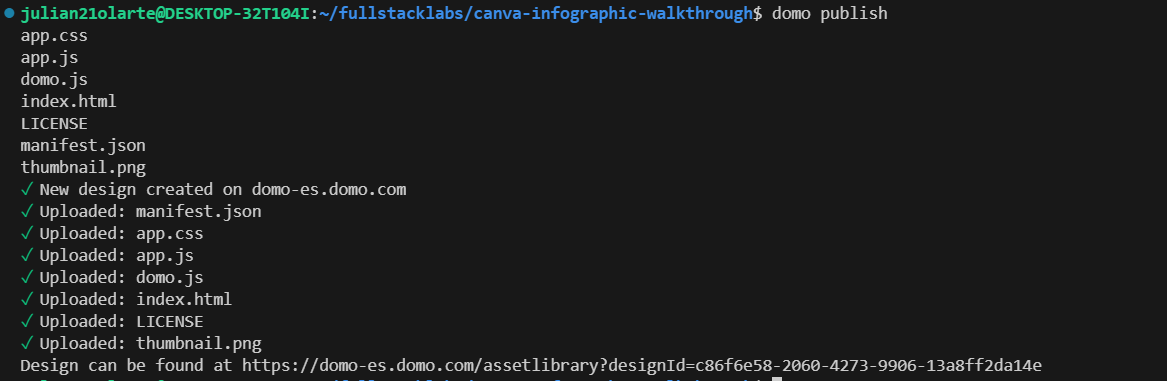 julian21olarte@DESKTOP-32T104I:~/fullstacklabs/canva-infographic-walkthrough$ domo publish
app.css
app.js
domo.js
index.html
LICENSE
manifest.json
thumbnail.png
✓ New design created on domo-es.domo.com
✓ Uploaded: manifest.json
✓ Uploaded: app.css
✓ Uploaded: app.js
✓ Uploaded: domo.js
✓ Uploaded: index.html
✓ Uploaded: LICENSE
✓ Uploaded: thumbnail.png
Design can be found at https://domo-es.domo.com/assetlibrary?designId=c86f6e58-2060-4273-9906-13a8ff2da14e